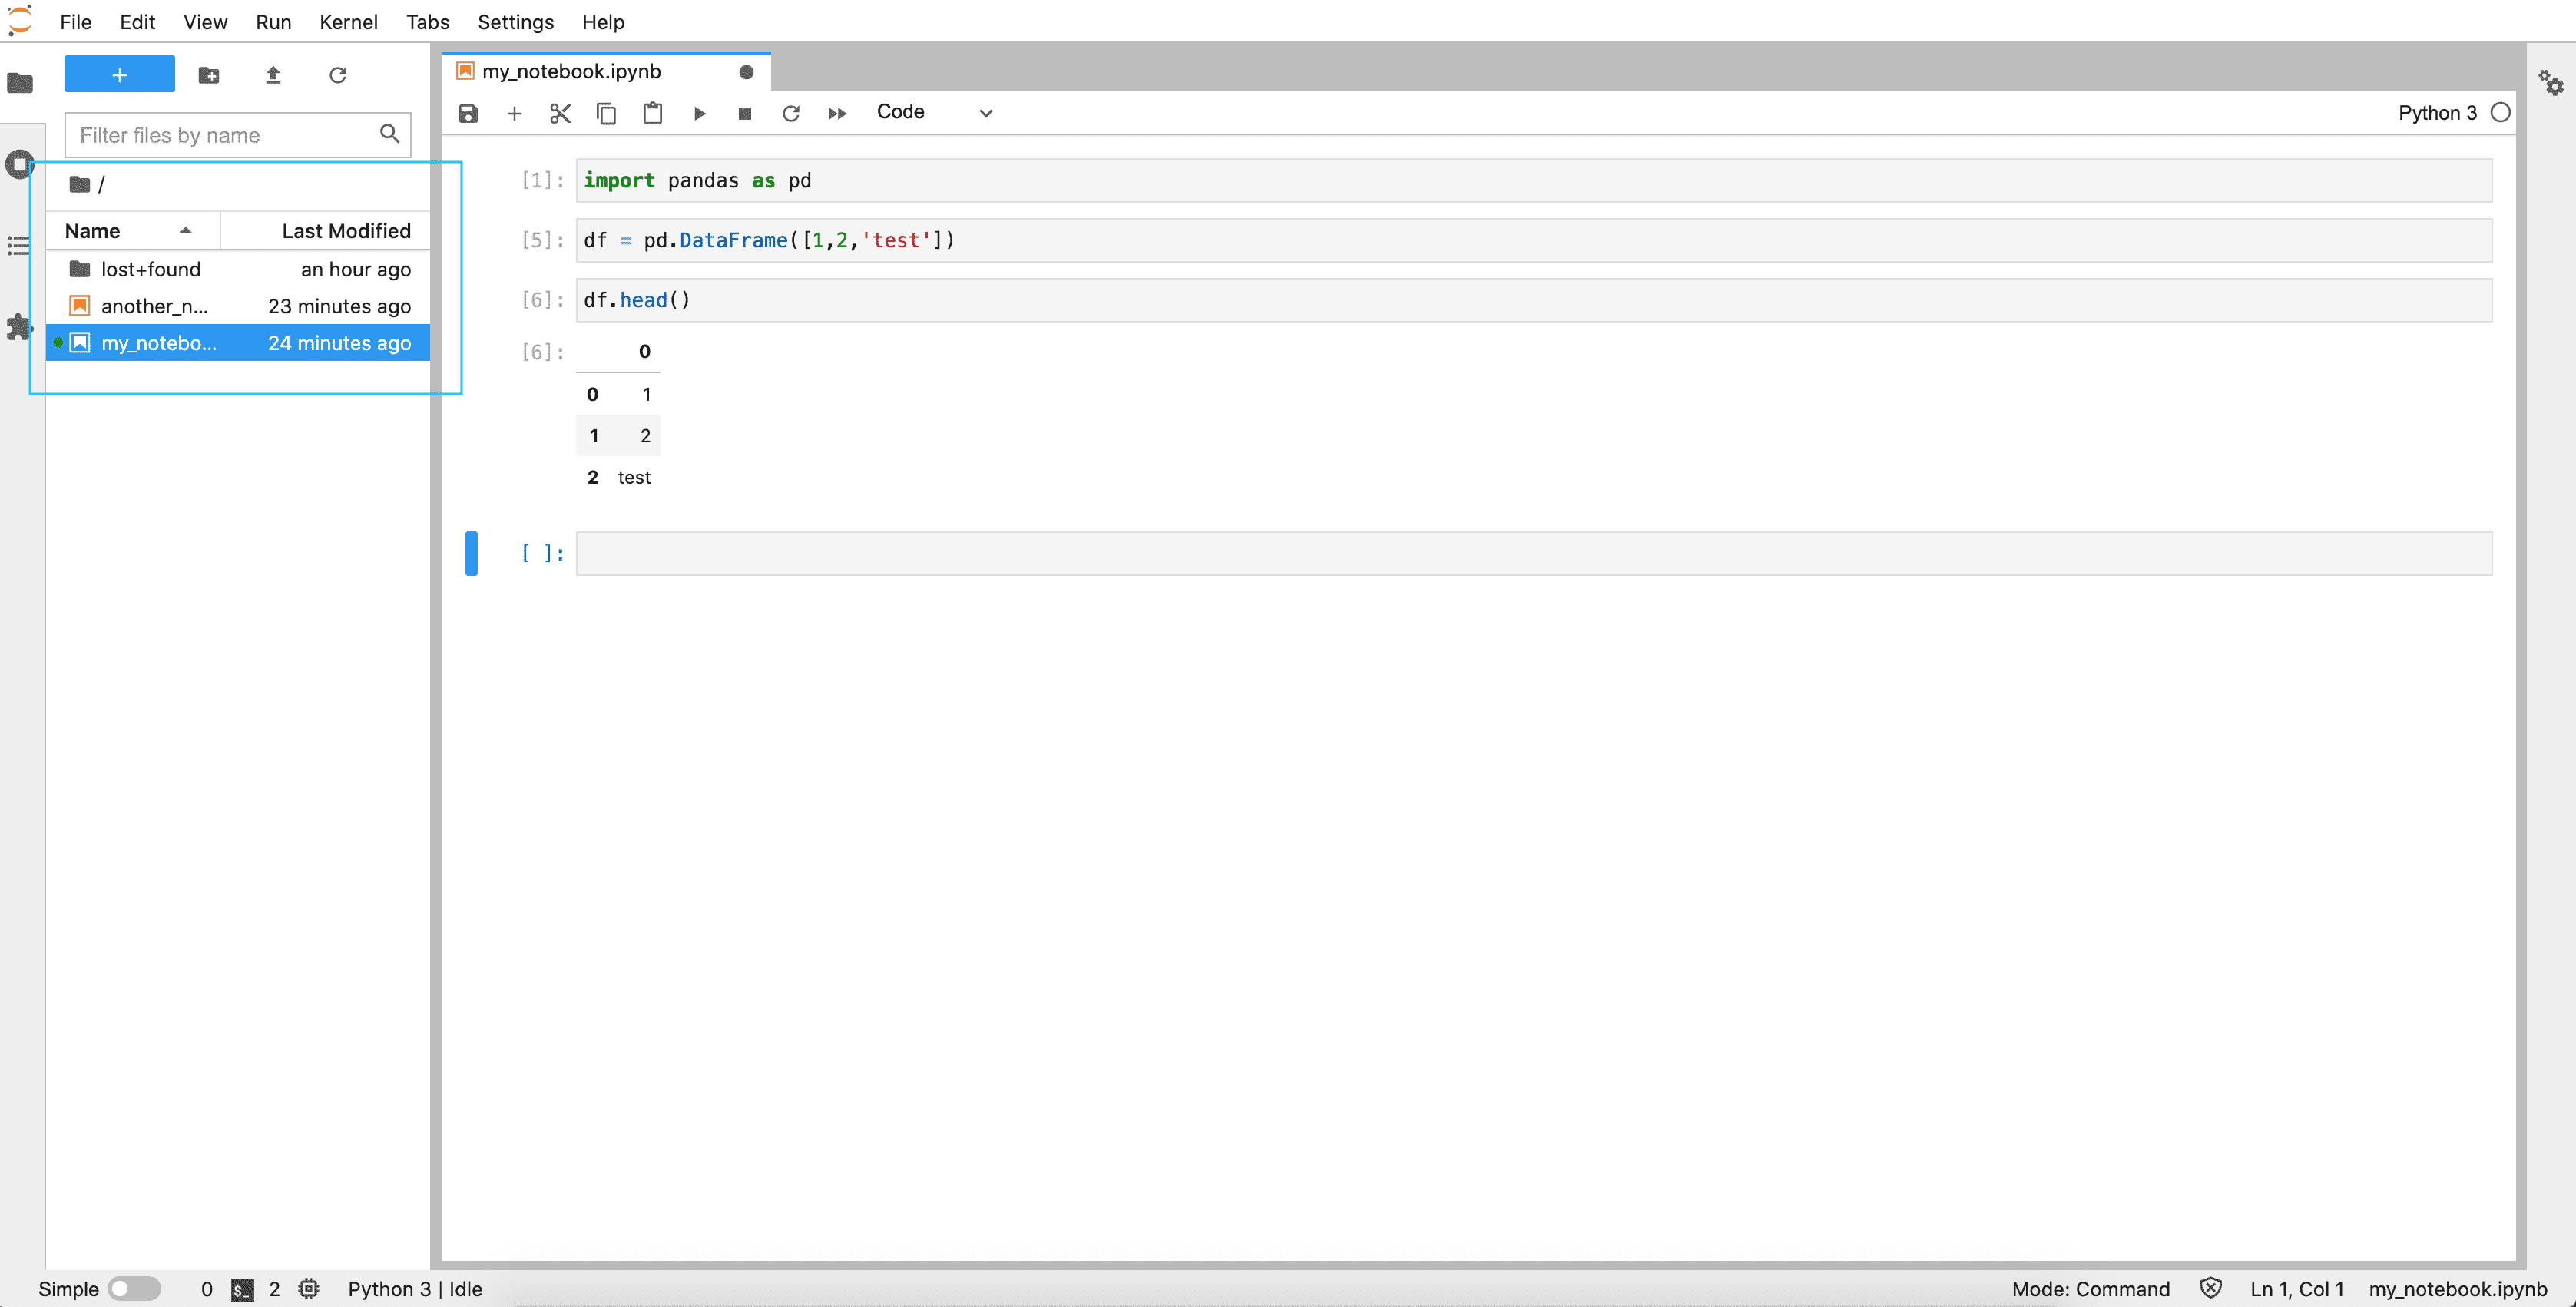 File Edit View Run Kernel Tabs Settings Help
+
Filter files by name
/
Name Last Modified
lost+found an hour ago
another_n... 23 minutes ago
my_notebo... 24 minutes ago
my_notebook.ipynb
Code
Python 3
[1]: import pandas as pd
[5]: df = pd.DataFrame([1,2,'test'])
[6]: df.head()
[6]: 0
0 1
1 2
2 test
[ ]:
Simple 0 $_ 2 Python 3 | Idle
Mode: Command Ln 1, Col 1 my_notebook.ipynb